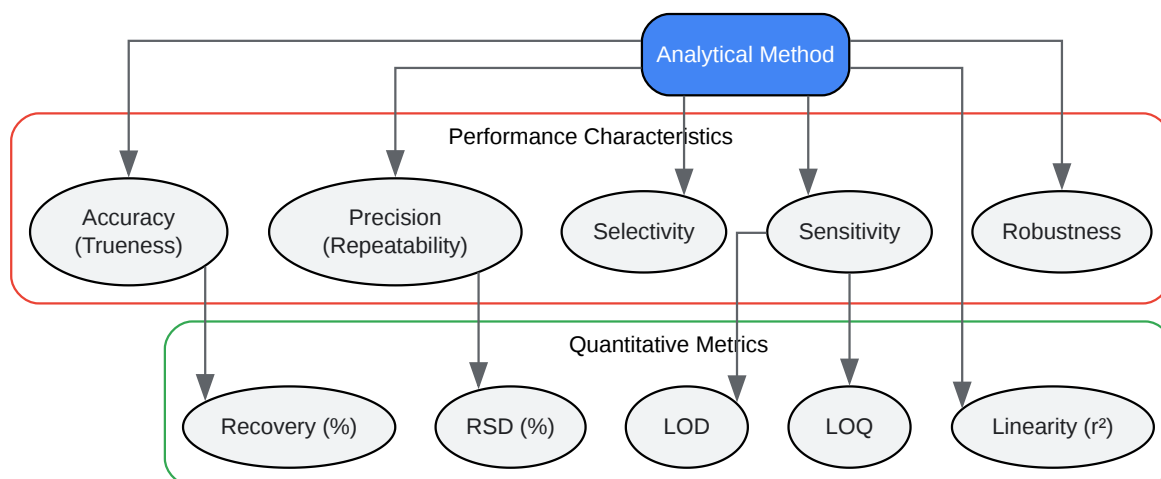 Analytical Method
Performance Characteristics
Accuracy
(Trueness)
Precision
(Repeatability)
Selectivity
Sensitivity
Robustness
Quantitative Metrics
Recovery (%)
RSD (%)
LOD
LOQ
Linearity (r²)